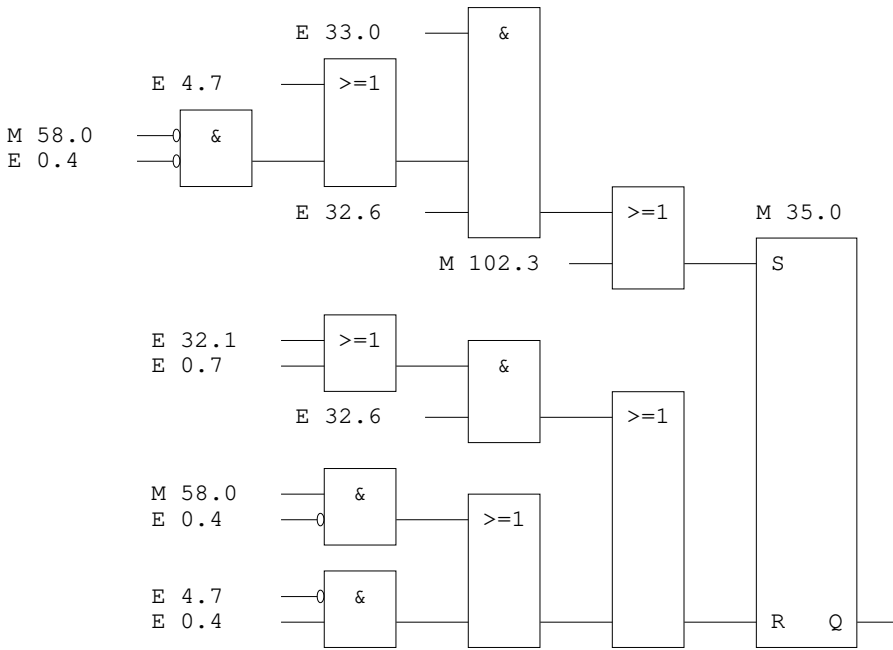 E 33.0 &
E 4.7 >=1
M 58.0 &
E 0.4
E 32.6 >=1 M 35.0
M 102.3 S
E 32.1 >=1
E 0.7 &
E 32.6 >=1
M 58.0 &
E 0.4 >=1
E 4.7 &
E 0.4 R Q